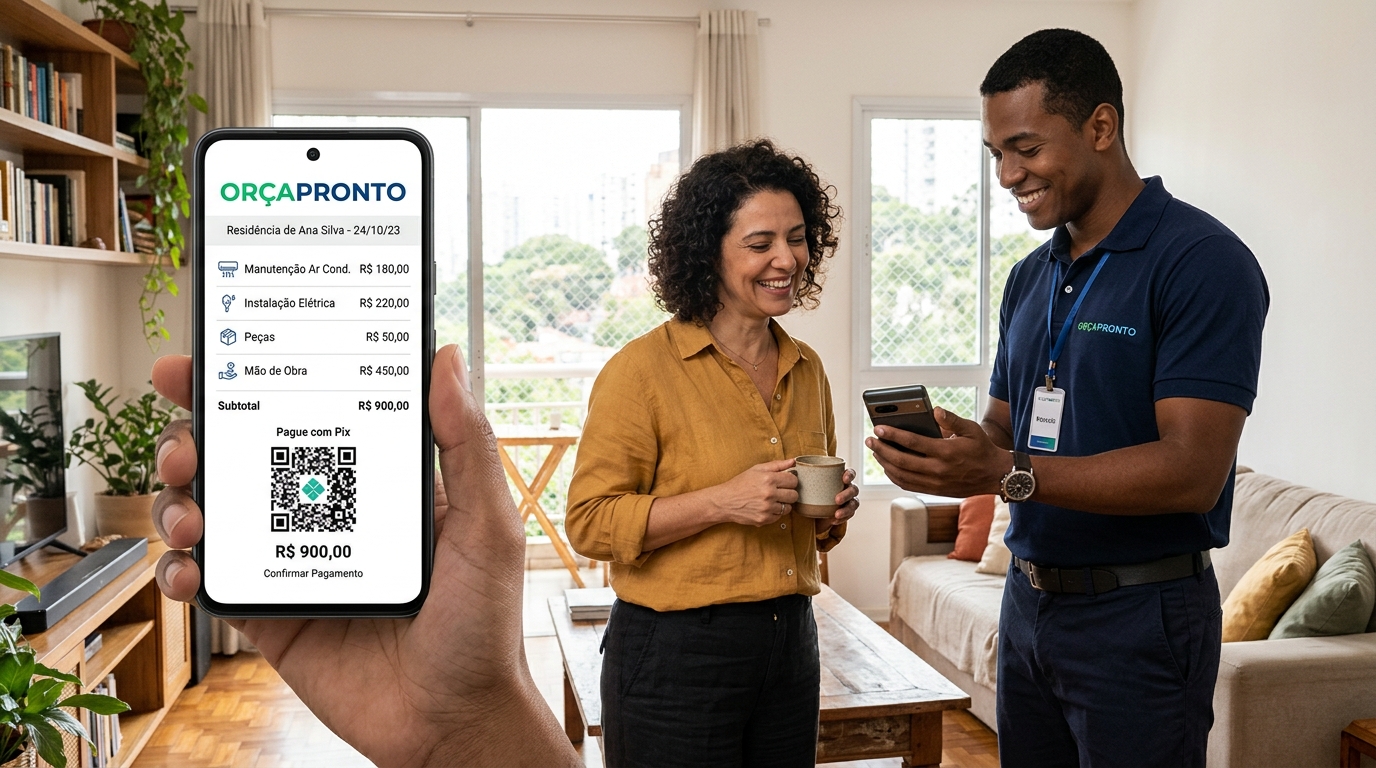 ORÇAPRONTO
Residência de Ana Silva - 24/10/23
Manutenção Ar Cond. R$ 180,00
Instalação Elétrica R$ 220,00
Peças R$ 50,00
Mão de Obra R$ 450,00
Subtotal R$ 900,00
Pague com Pix
R$ 900,00
Confirmar Pagamento
ORÇAPRONTO